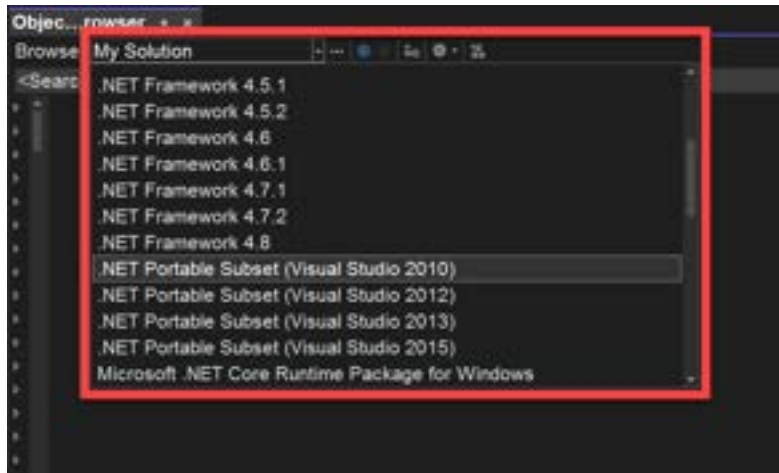 Objec...rowser
Browse My Solution
<Searc
.NET Framework 4.5.1
.NET Framework 4.5.2
.NET Framework 4.6
.NET Framework 4.6.1
.NET Framework 4.7.1
.NET Framework 4.7.2
.NET Framework 4.8
.NET Portable Subset (Visual Studio 2010)
.NET Portable Subset (Visual Studio 2012)
.NET Portable Subset (Visual Studio 2013)
.NET Portable Subset (Visual Studio 2015)
Microsoft .NET Core Runtime Package for Windows